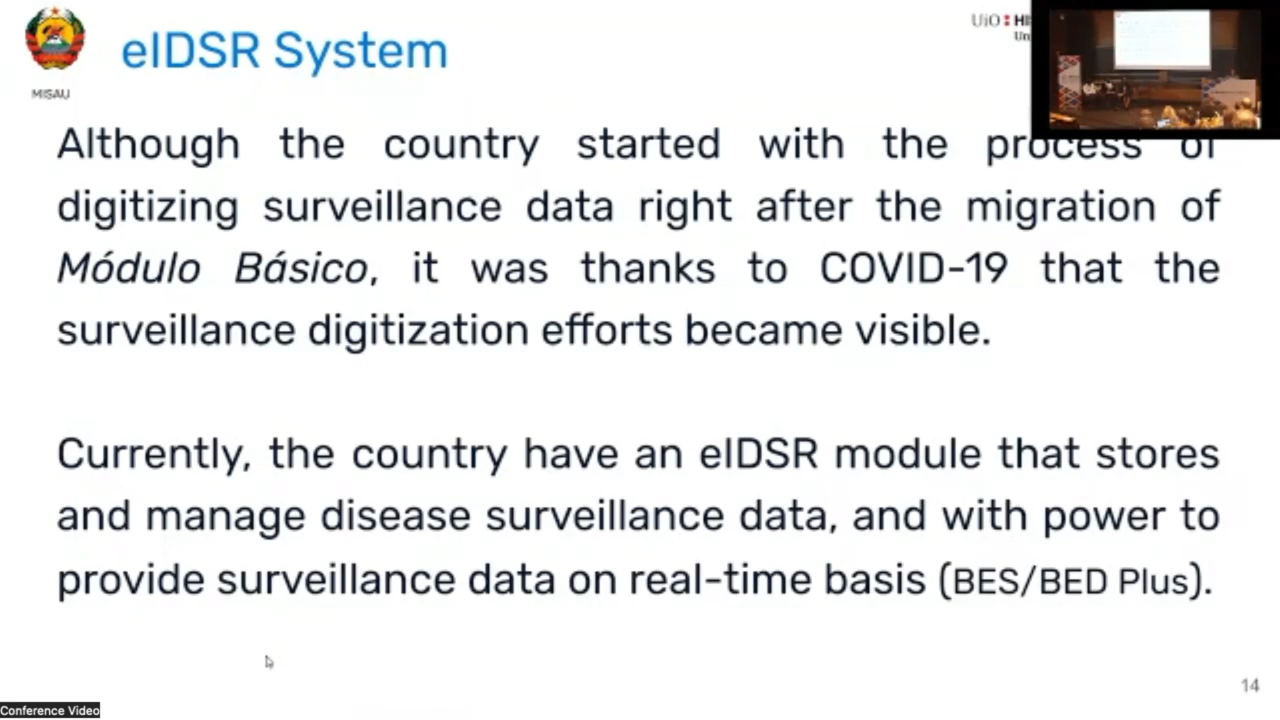 eIDSR System
UiO
MISAU
Although the country started with the process of
digitizing surveillance data right after the migration of
Módulo Básico, it was thanks to COVID-19 that the
surveillance digitization efforts became visible.
Currently, the country have an eIDSR module that stores
and manage disease surveillance data, and with power to
provide surveillance data on real-time basis (BES/BED Plus).
14
Conference Video